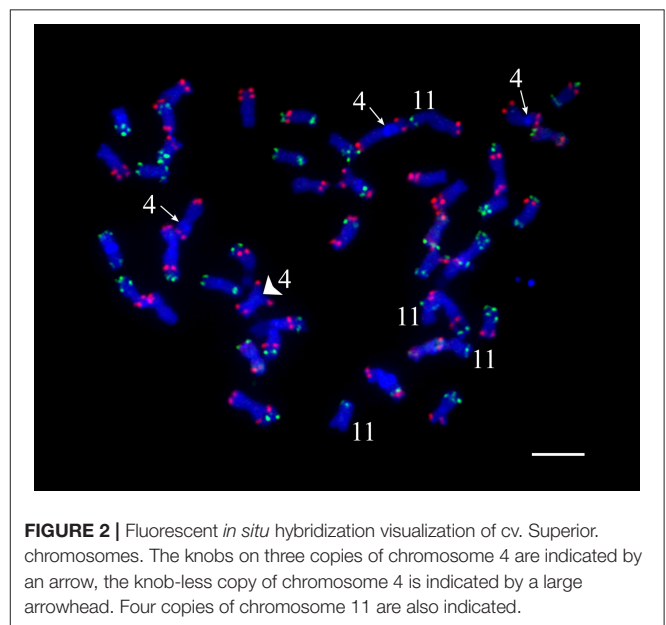 4
11
4
4
4
11
11
11
FIGURE 2 | Fluorescent in situ hybridization visualization of cv. Superior.
chromosomes. The knobs on three copies of chromosome 4 are indicated by
an arrow, the knob-less copy of chromosome 4 is indicated by a large
arrowhead. Four copies of chromosome 11 are also indicated.